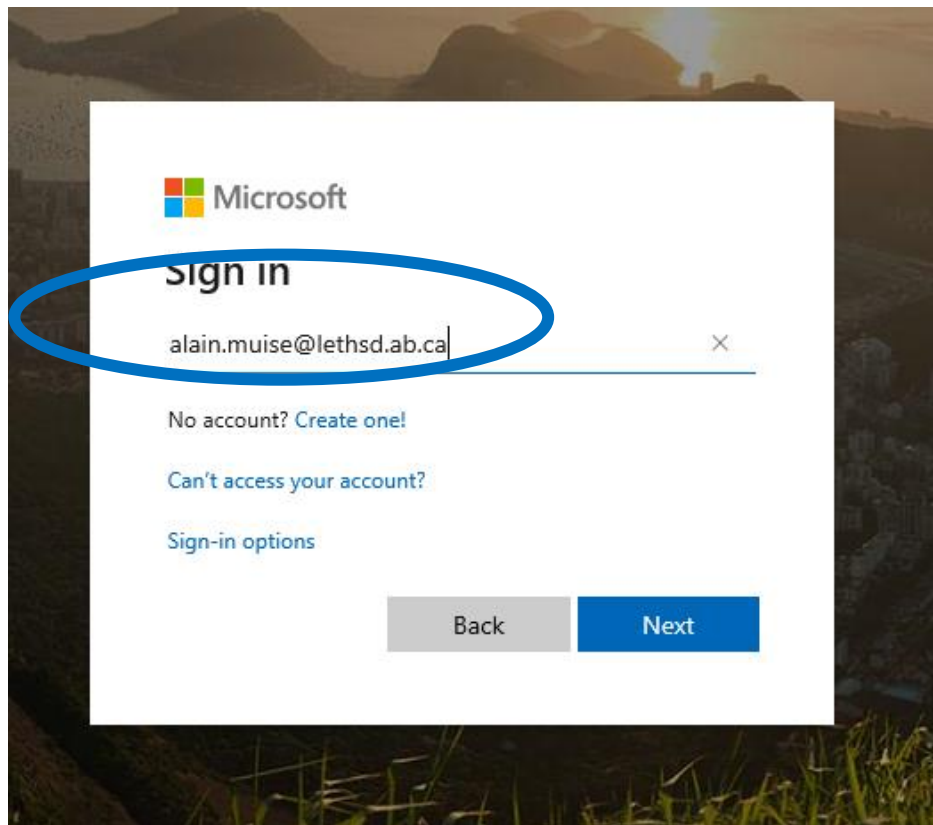 Microsoft
Sign in
alain.muise@lethsd.ab.ca
No account? Create one!
Can't access your account?
Sign-in options
Back
Next